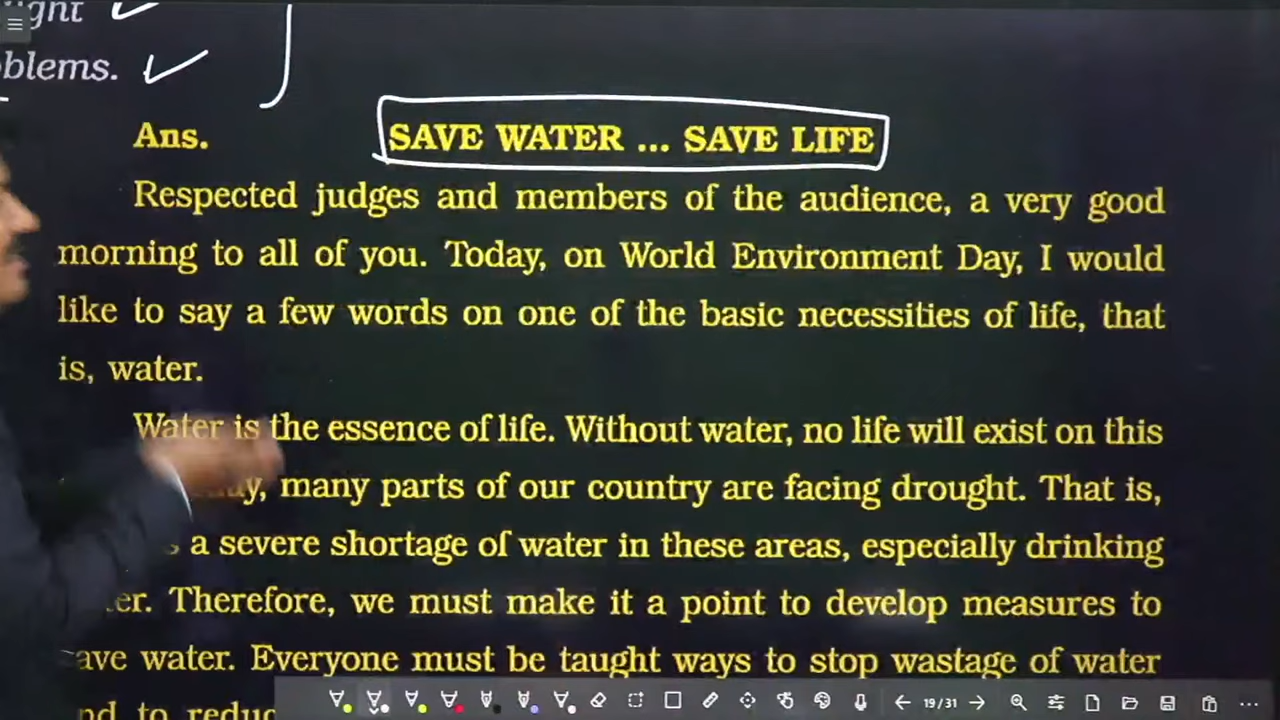 oblems.
Ans. SAVE WATER ... SAVE LIFE
Respected judges and members of the audience, a very good
morning to all of you. Today, on World Environment Day, I would
like to say a few words on one of the basic necessities of life, that
is, water.
Water is the essence of life. Without water, no life will exist on this
many parts of our country are facing drought. That is,
a severe shortage of water in these areas, especially drinking
er. Therefore, we must make it a point to develop measures to
ave water. Everyone must be taught ways to stop wastage of water
nd to reduc
19/31